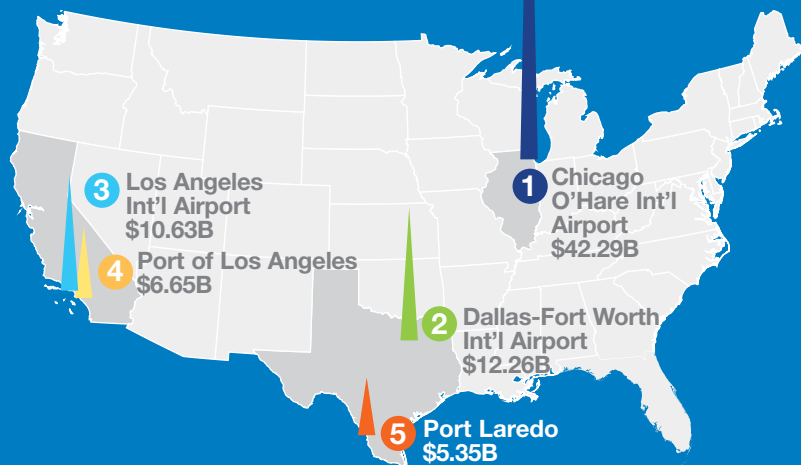 1
Chicago
O'Hare Int'l
Airport
$42.29B
2
Dallas-Fort Worth
Int'l Airport
$12.26B
3
Los Angeles
Int'l Airport
$10.63B
4
Port of Los Angeles
$6.65B
5
Port Laredo
$5.35B